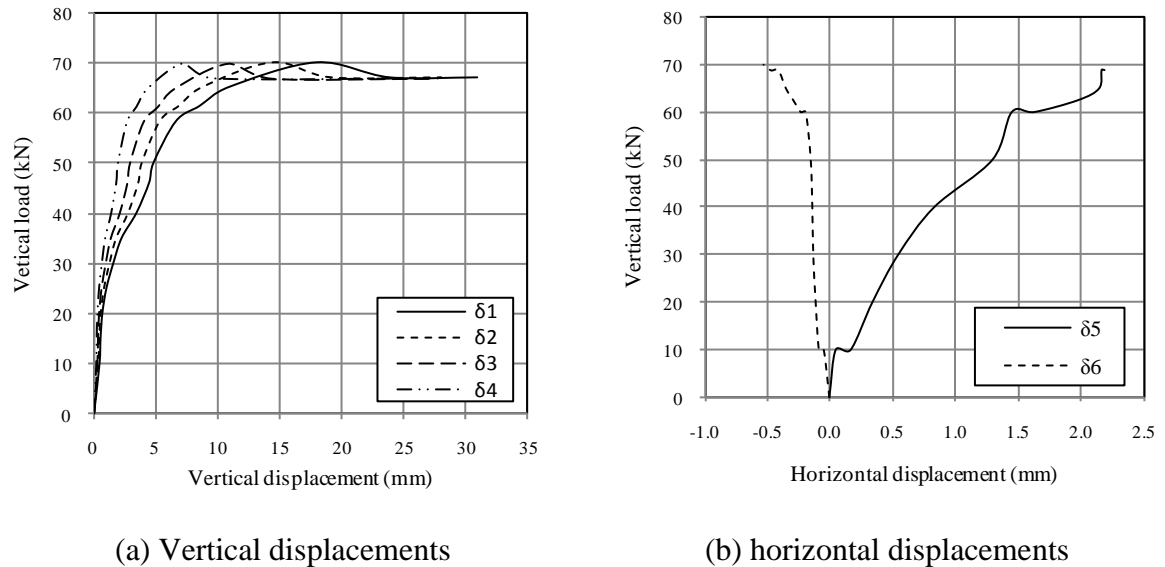 80
70
60
50
40
30
20
10
0
Vetical load (kN)
0 5 10 15 20 25 30 35
Vertical displacement (mm)
δ1
δ2
δ3
δ4
(a) Vertical displacements
80
70
60
50
40
30
20
10
0
Vertical load (kN)
-1.0 -0.5 0.0 0.5 1.0 1.5 2.0 2.5
Horizontal displacement (mm)
δ5
δ6
(b) horizontal displacements